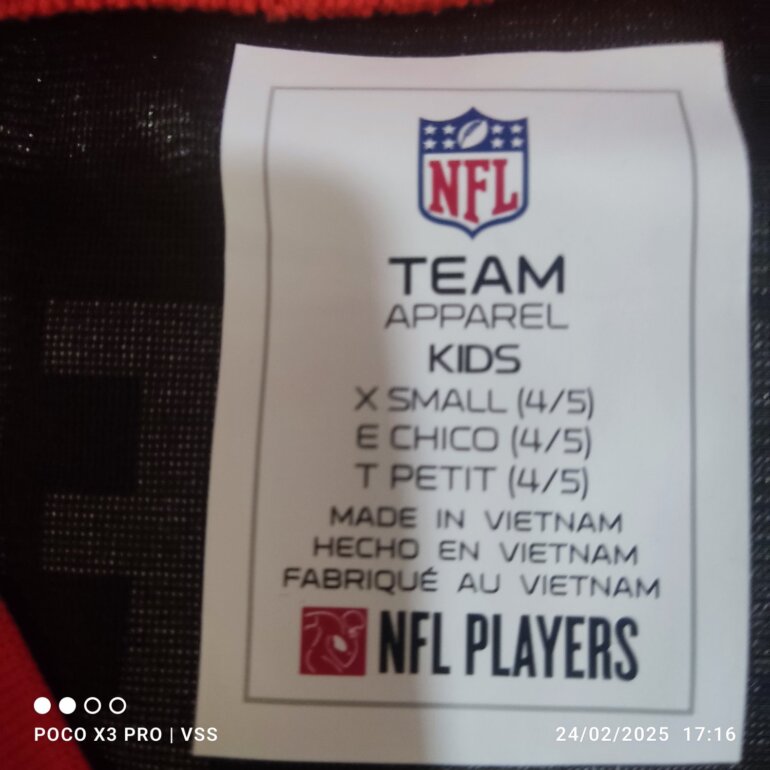 NFL
TEAM
APPAREL
KIDS
X SMALL (4/5)
E CHICO (4/5)
T PETIT (4/5)
MADE IN VIETNAM
HECHO EN VIETNAM
FABRIQUÉ AU VIETNAM
NFL PLAYERS
POCO X3 PRO | VSS
24/02/2025 17:16